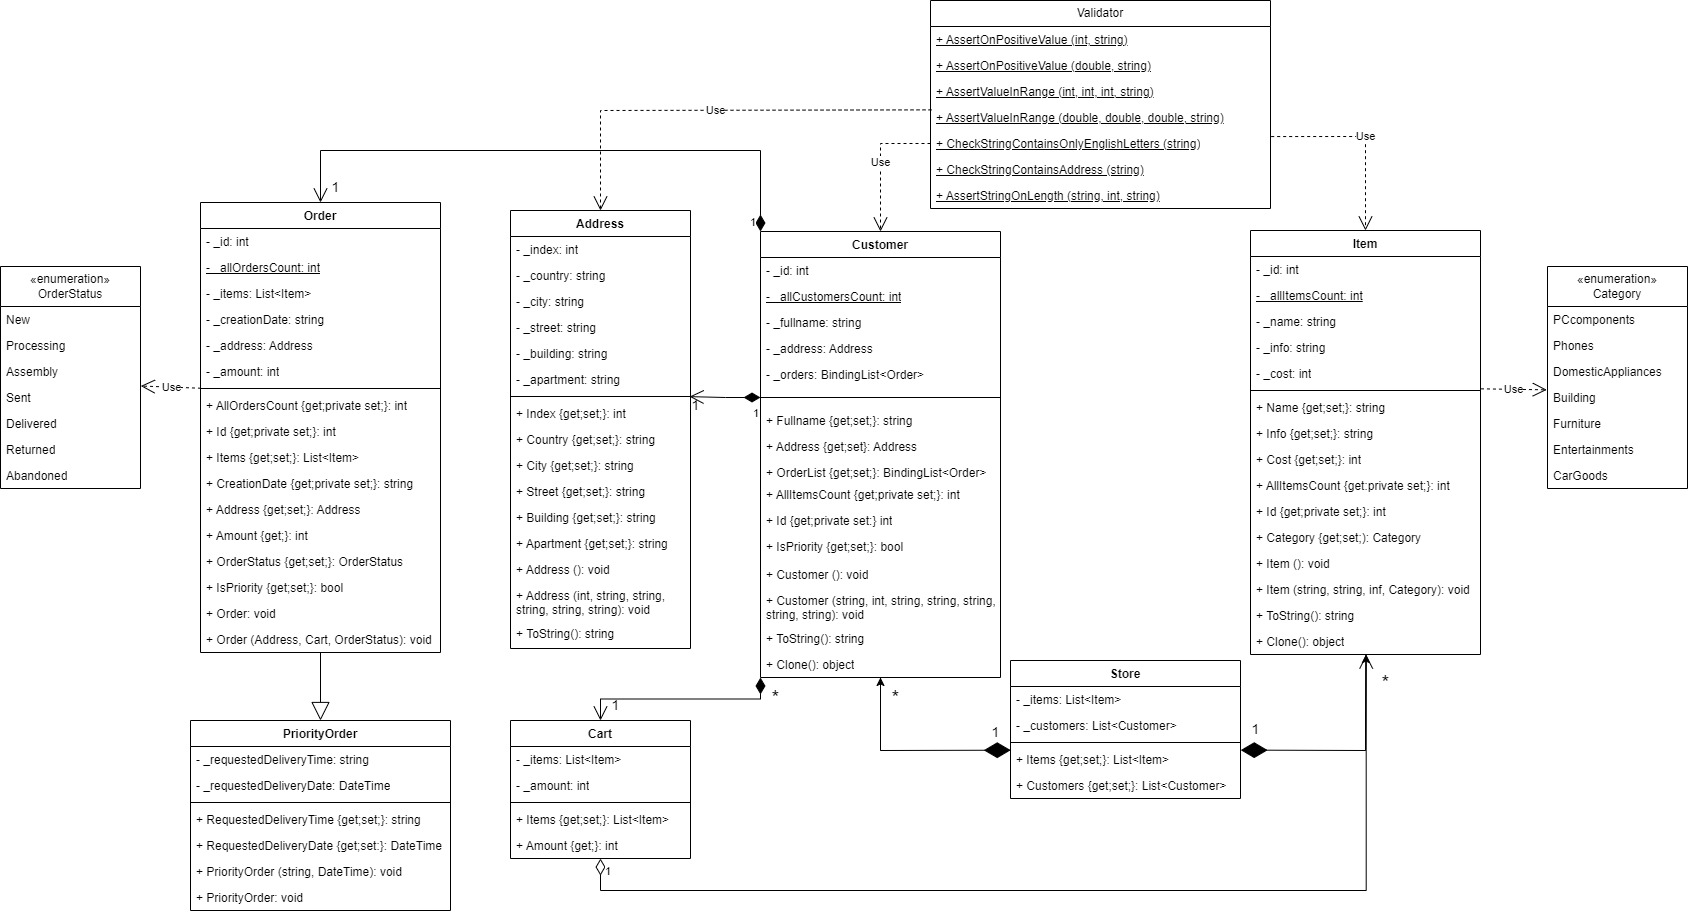 Validator
+ AssertOnPositiveValue (int, string)
+ AssertOnPositiveValue (double, string)
+ AssertValueInRange (int, int, int, string)
+ AssertValueInRange (double, double, double, string)
+ CheckStringContainsOnlyEnglishLetters (string)
+ CheckStringContainsAddress (string)
+ AssertStringOnLength (string, int, string)
Use
Use
Use
1
1
Order
- _id: int
- _allOrdersCount: int
- _items: List<Item>
- _creationDate: string
- _address: Address
- _amount: int
+ AllOrdersCount {get;private set;}: int
+ Id {get;private set;}: int
+ Items {get;set;}: List<Item>
+ CreationDate {get;private set;}: string
+ Address {get;set;}: Address
+ Amount {get;}: int
+ OrderStatus {get;set;}: OrderStatus
+ IsPriority {get;set;}: bool
+ Order: void
+ Order (Address, Cart, OrderStatus): void
«enumeration»
OrderStatus
New
Processing
Assembly
Sent
Delivered
Returned
Abandoned
Use
Address
- _index: int
- _country: string
- _city: string
- _street: string
- _building: string
- _apartment: string
+ Index {get;set;}: int
+ Country {get;set;}: string
+ City {get;set;}: string
+ Street {get;set;}: string
+ Building {get;set;}: string
+ Apartment {get;set;}: string
+ Address (): void
+ Address (int, string, string,
string, string, string): void
+ ToString(): string
1
1
Customer
- _id: int
- _allCustomersCount: int
- _fullname: string
- _address: Address
- _orders: BindingList<Order>
+ Fullname {get;set;}: string
+ Address {get;set}: Address
+ OrderList {get;set;}: BindingList<Order>
+ AllItemsCount {get;private set;}: int
+ Id {get;private set:} int
+ IsPriority {get;set;}: bool
+ Customer (): void
+ Customer (string, int, string, string, string,
string, string): void
+ ToString(): string
+ Clone(): object
Item
- _id: int
- _allItemsCount: int
- _name: string
- _info: string
- _cost: int
+ Name {get;set;}: string
+ Info {get;set;}: string
+ Cost {get;set;}: int
+ AllItemsCount {get:private set;}: int
+ Id {get;private set;}: int
+ Category {get;set;): Category
+ Item (): void
+ Item (string, string, inf, Category): void
+ ToString(): string
+ Clone(): object
Use
«enumeration»
Category
PCcomponents
Phones
DomesticAppliances
Building
Furniture
Entertainments
CarGoods
PriorityOrder
- _requestedDeliveryTime: string
- _requestedDeliveryDate: DateTime
+ RequestedDeliveryTime {get;set;}: string
+ RequestedDeliveryDate {get;set:}: DateTime
+ PriorityOrder (string, DateTime): void
+ PriorityOrder: void
*
1
Cart
- _items: List<Item>
- _amount: int
+ Items {get;set;}: List<Item>
+ Amount {get;}: int
1
*
1
Store
- _items: List<Item>
- _customers: List<Customer>
+ Items {get;set;}: List<Item>
+ Customers {get;set;}: List<Customer>
1
*